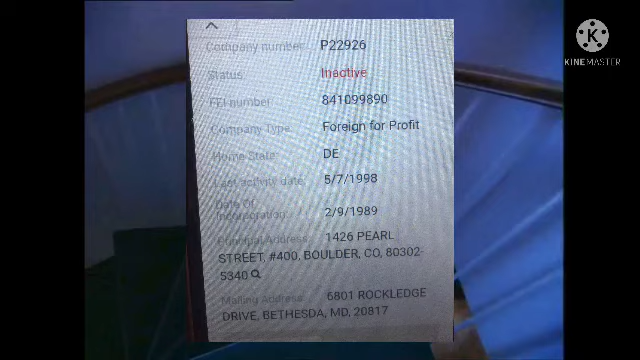 Company number P22926
Status Inactive
FEI number 841099890
Company Type: Foreign for Profit
Home State: DE
Last activity date: 5/7/1998
Date Of
Incorporation: 2/9/1989
Principal Address 1426 PEARL
STREET, #400, BOULDER, CO, 80302-
5340
Mailing Address 6801 ROCKLEDGE
DRIVE, BETHESDA, MD, 20817
KINEMASTER